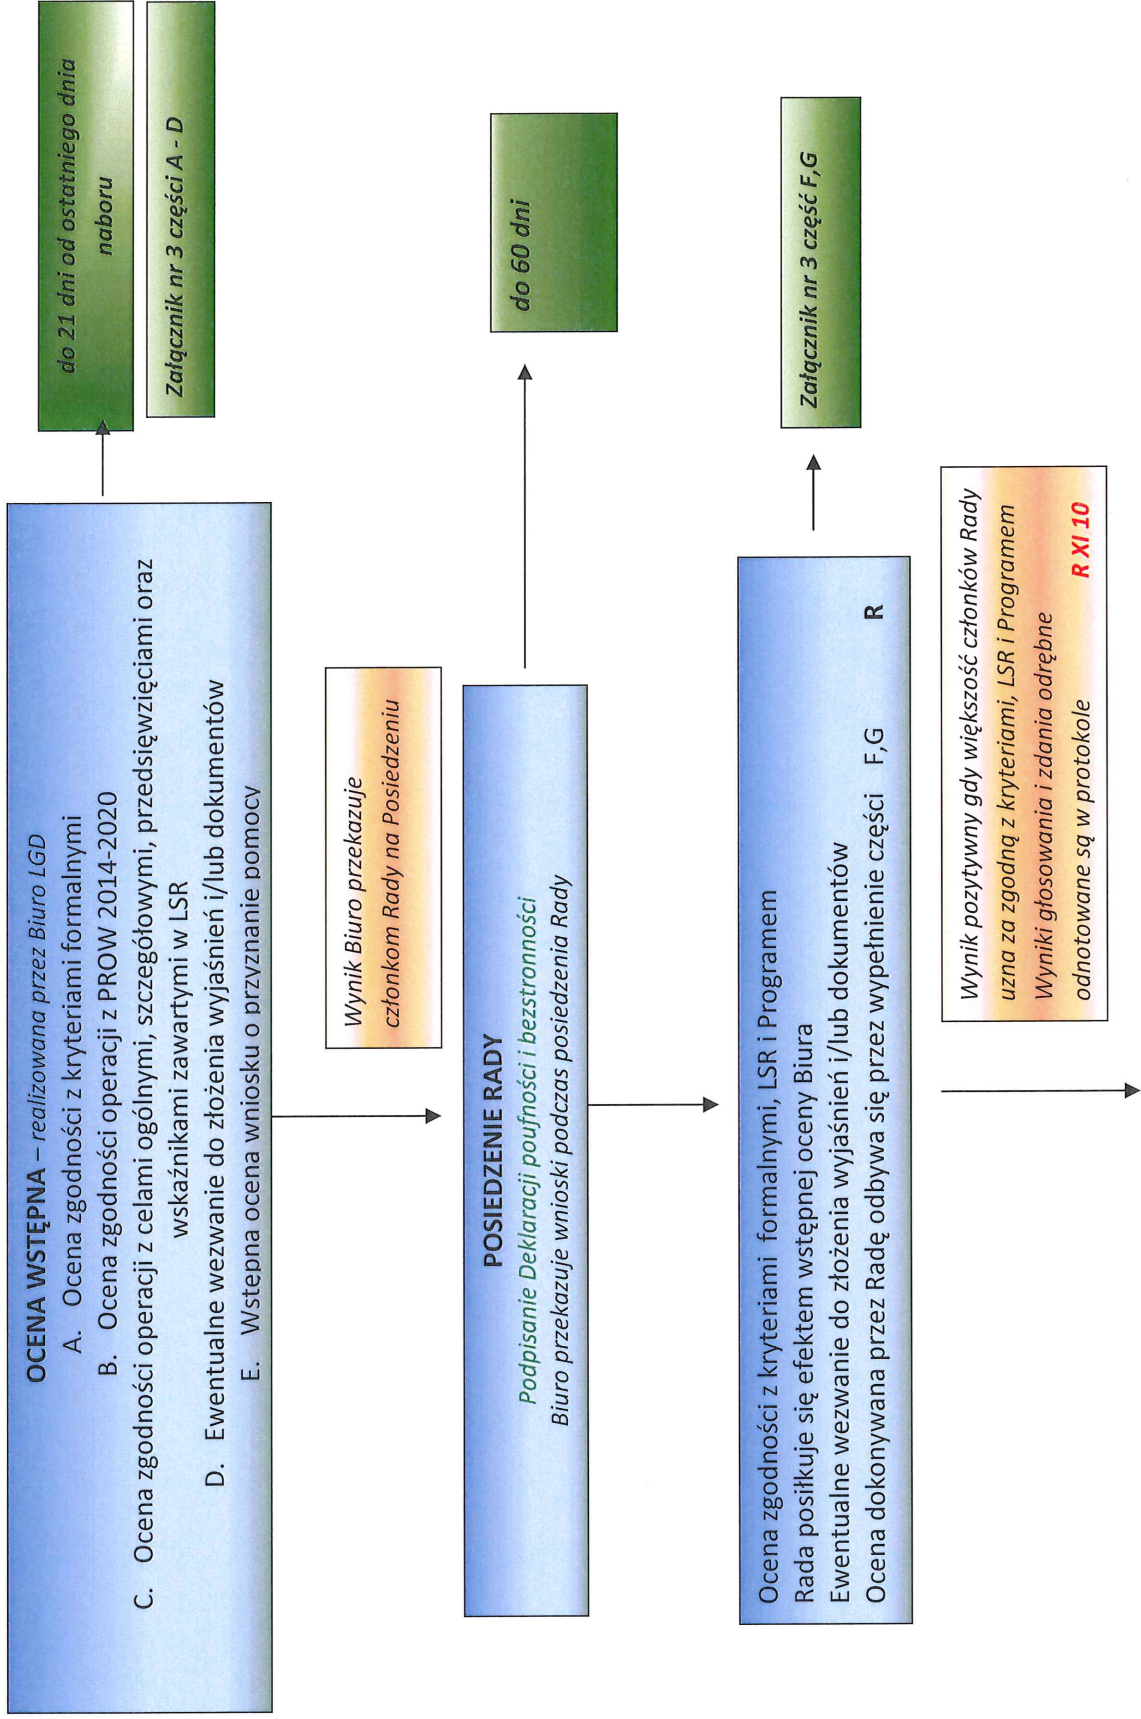 OCENA WSTĘPNA – realizowana przez Biuro LGD
A. Ocena zgodności z kryteriami formalnymi
B. Ocena zgodności operacji z PROW 2014-2020
C. Ocena zgodności operacji z celami ogólnymi, szczegółowymi, przedsięwzięciami oraz
wskaźnikami zawartymi w LSR
D. Ewentualne wezwanie do złożenia wyjaśnień i/lub dokumentów
E. Wstępna ocena wniosku o przyznanie pomocy
do 21 dni od ostatniego dnia
naboru
Załącznik nr 3 części A - D
Wynik Biuro przekazuje
członkom Rady na Posiedzeniu
POSIEDZENIE RADY
Podpisanie Deklaracji poufności i bezstronności
Biuro przekazuje wnioski podczas posiedzenia Rady
do 60 dni
Ocena zgodności z kryteriami formalnymi, LSR i Programem
Rada posiłkuje się efektem wstępnej oceny Biura
Ewentualne wezwanie do złożenia wyjaśnień i/lub dokumentów
Ocena dokonywana przez Radę odbywa się przez wypełnienie części F,G R
Załącznik nr 3 część F,G
Wynik pozytywny gdy większość członków Rady
uzna za zgodną z kryteriami, LSR i Programem
Wyniki głosowania i zdania odrębne
odnotowane są w protokole R XI 10